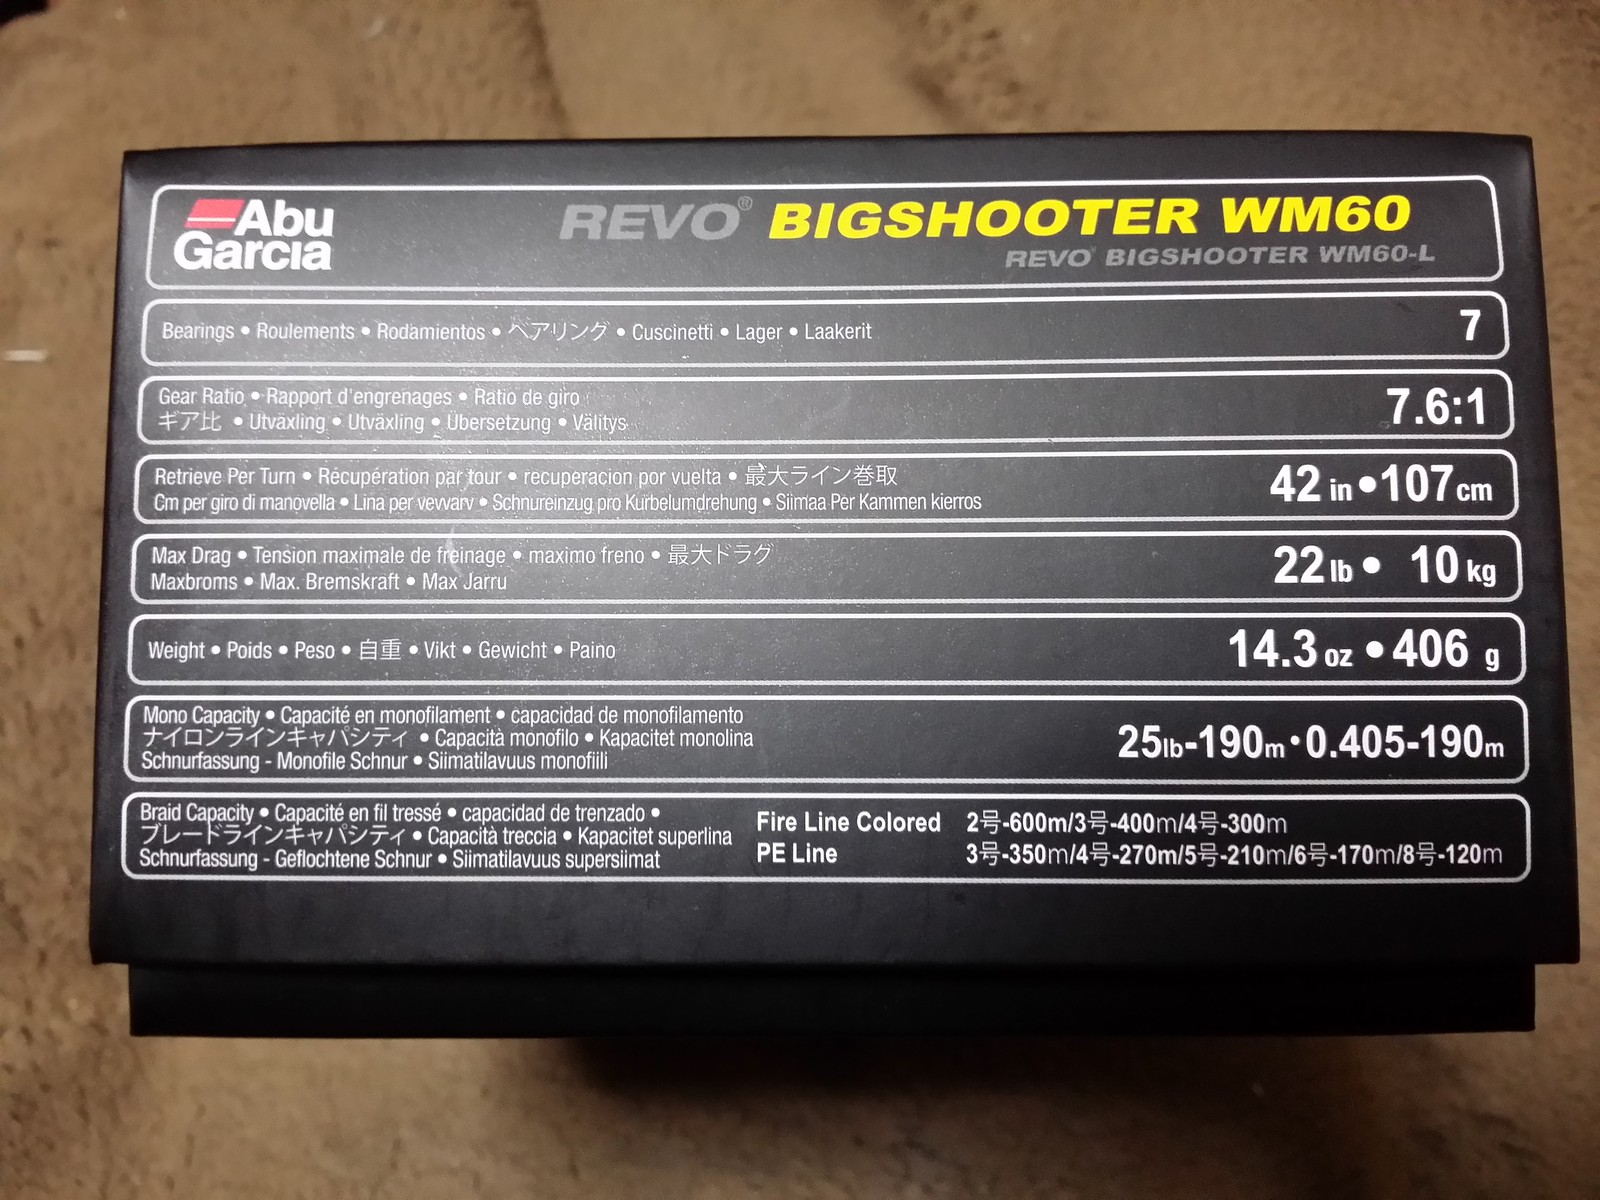 Abu
Garcia
REVO® BIGSHOOTER WM60
REVO® BIGSHOOTER WM60-L
Bearings • Roulements • Rodamientos • ベアリング • Cuscinetti • Lager • Laakerit 7
Gear Ratio • Rapport d'engrenages • Ratio de giro
ギア比 • Utväxling • Utväxling • Übersetzung • Välitys
7.6:1
Retrieve Per Turn • Récupération par tour • recuperacion por vuelta • 最大ライン巻取
Cm per giro di manovella • Lina per vevvarv • Schnureinzug pro Kurbelumdrehung • Siimaa Per Kammen kierros
42 in • 107 cm
Max Drag • Tension maximale de freinage • maximo freno • 最大ドラグ
Maxbroms • Max. Bremskraft • Max Jarru
22 lb • 10 kg
Weight • Poids • Peso • 自重 • Vikt • Gewicht • Paino 14.3 oz • 406 g
Mono Capacity • Capacité en monofilament • capacidad de monofilamento
ナイロンラインキャパシティ • Capacità monofilo • Kapacitet monolina
Schnurfassung - Monofile Schnur • Siimatilavuus monofiili
25lb-190m • 0.405-190m
Braid Capacity • Capacité en fil tressé • capacidad de trenzado •
ブレードラインキャパシティ • Capacità treccia • Kapacitet superlina
Schnurfassung - Geflochtene Schnur • Siimatilavuus supersiimat
Fire Line Colored 2号-600m/3号-400m/4号-300m
PE Line 3号-350m/4号-270m/5号-210m/6号-170m/8号-120m